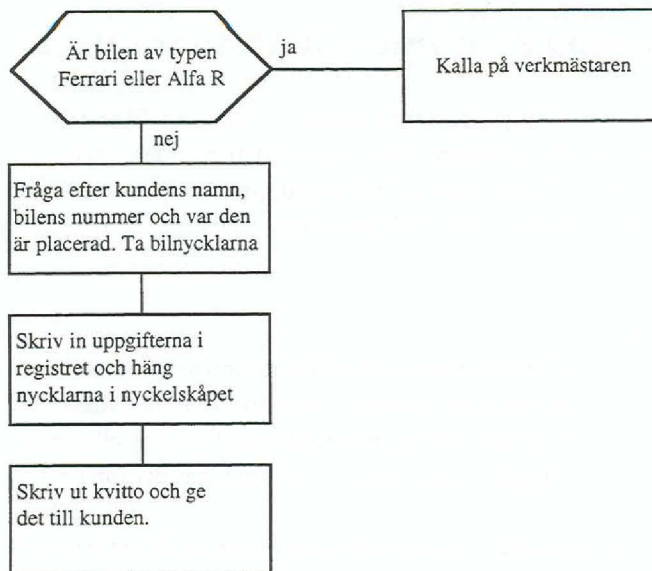 Är bilen av typen
Ferrari eller Alfa R
ja
Kalla på verkmästaren
nej
Fråga efter kundens namn,
bilens nummer och var den
är placerad. Ta bilnycklarna
Skriv in uppgifterna i
registret och häng
nycklarna i nyckelskåpet
Skriv ut kvitto och ge
det till kunden.